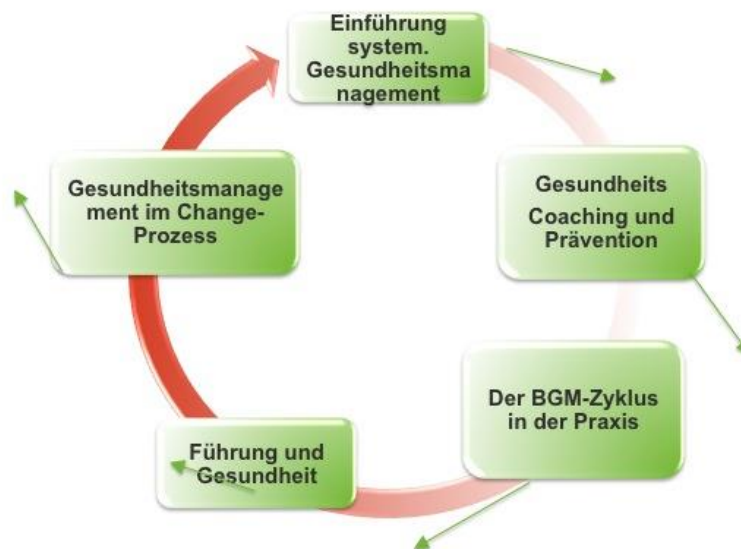 Einführung
system.
Gesundheitsma
nagement
Gesundheits
Coaching und
Prävention
Der BGM-Zyklus
in der Praxis
Führung und
Gesundheit
Gesundheitsmanage
ment im Change-
Prozess